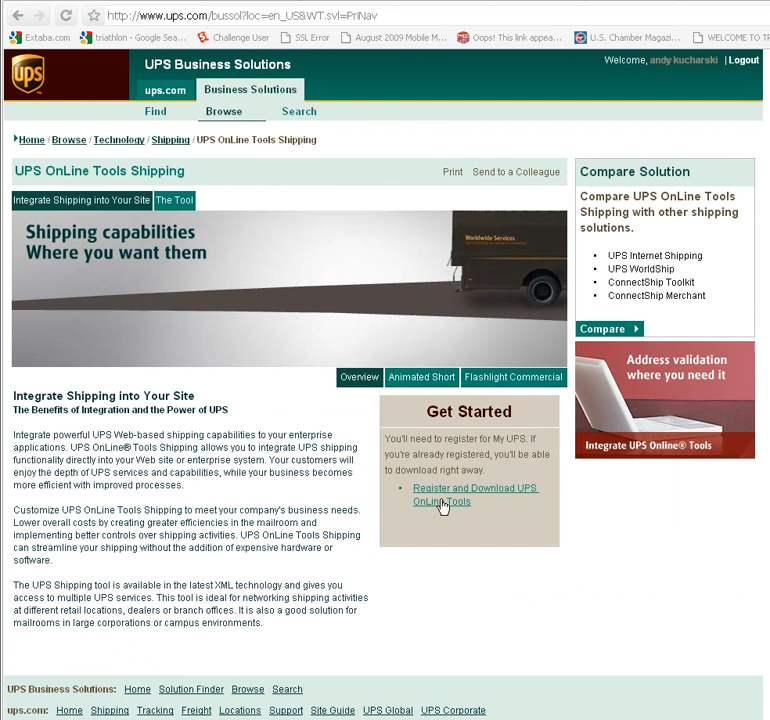 http://www.ups.com/bussol?loc=en_US&WT.svl=PriNav
Extaba.com
triathlon - Google Sea...
Challenge User
SSL Error
August 2009 Mobile M...
Oops! This link appea...
U.S. Chamber Magazi...
WELCOME TO TR
ups
UPS Business Solutions
Welcome, andy kucharski | Logout
ups.com
Business Solutions
Find
Browse
Search
Home / Browse / Technology / Shipping / UPS OnLine Tools Shipping
UPS OnLine Tools Shipping
Print
Send to a Colleague
Integrate Shipping into Your Site
The Tool
Shipping capabilities
Where you want them
Worldwide Services
Overview
Animated Short
Flashlight Commercial
Integrate Shipping into Your Site
The Benefits of Integration and the Power of UPS
Integrate powerful UPS Web-based shipping capabilities to your enterprise
applications. UPS OnLine® Tools Shipping allows you to integrate UPS shipping
functionality directly into your Web site or enterprise system. Your customers will
enjoy the depth of UPS services and capabilities, while your business becomes
more efficient with improved processes.
Customize UPS OnLine Tools Shipping to meet your company's business needs.
Lower overall costs by creating greater efficiencies in the mailroom and
implementing better controls over shipping activities. UPS OnLine Tools Shipping
can streamline your shipping without the addition of expensive hardware or
software.
The UPS Shipping tool is available in the latest XML technology and gives you
access to multiple UPS services. This tool is ideal for networking shipping activities
at different retail locations, dealers or branch offices. It is also a good solution for
mailrooms in large corporations or campus environments.
Get Started
You'll need to register for My UPS. If
you're already registered, you'll be able
to download right away.
• Register and Download UPS
OnLine Tools
Compare Solution
Compare UPS OnLine Tools
Shipping with other shipping
solutions.
• UPS Internet Shipping
• UPS WorldShip
• ConnectShip Toolkit
• ConnectShip Merchant
Compare
Address validation
where you need it
Integrate UPS Online® Tools
UPS Business Solutions: Home Solution Finder Browse Search
ups.com: Home Shipping Tracking Freight Locations Support Site Guide UPS Global UPS Corporate